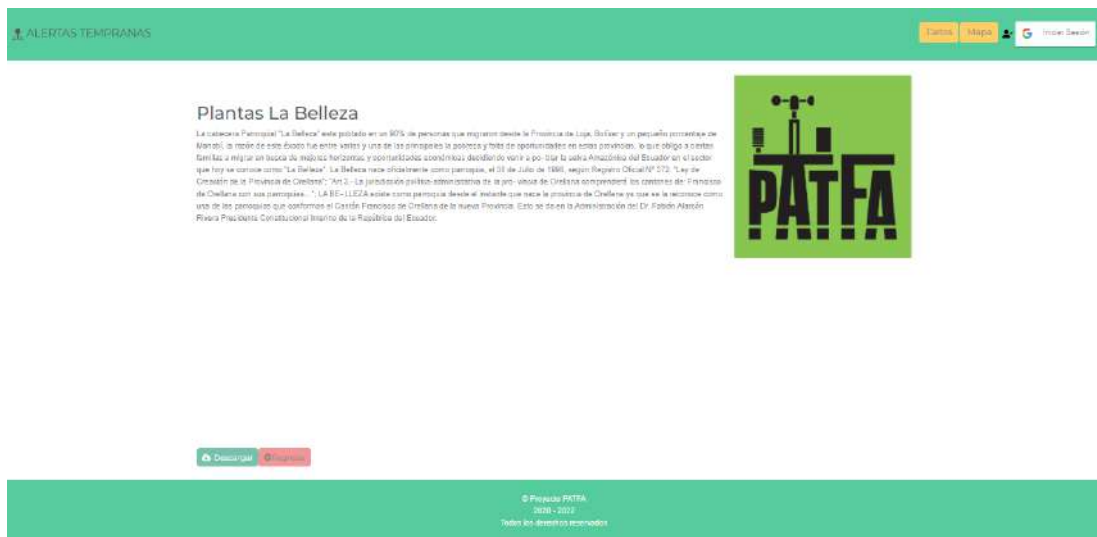 ALERTAS TEMPRANAS
Datos Mapa Iniciar Sesión
Plantas La Belleza
La cabecera Parroquial "La Belleza" esta poblado en un 90% de personas que migraron desde la Provincia de Loja, Bolívar y un pequeño porcentaje de
Manabí, la razón de este éxodo fue entre varias y una de las principales la pobreza y falta de oportunidades en estas provincias, lo que obligó a ciertas
familias a migrar en busca de mejores horizontes y oportunidades económicas decidiendo venir a po- blar la selva Amazónica del Ecuador en el sector
que hoy se conoce como "La Belleza". La Belleza nace oficialmente como parroquia, el de Julio de 1998, según Registro Oficial Nº 372. "Ley de
Creación de la Provincia de Orellana"; "Art 2.- La jurisdicción política-administrativa de la pro- vincia de Orellana comprenderá los cantones de: Francisco
de Orellana con sus parroquias... "; LA BE-LLEZA existe como parroquia desde el instante que nace la provincia de Orellana ya que se la reconoce como
una de las parroquias que conforman el Cantón Francisco de Orellana de la nueva Provincia. Esto se da en la Administración del Dr. Fabián Alarcón
Rivera Presidente Constitucional Interino de la República del Ecuador.
PATFA
Descargar Regresar
© Proyecto PATFA
2020 - 2022
Todos los derechos reservados